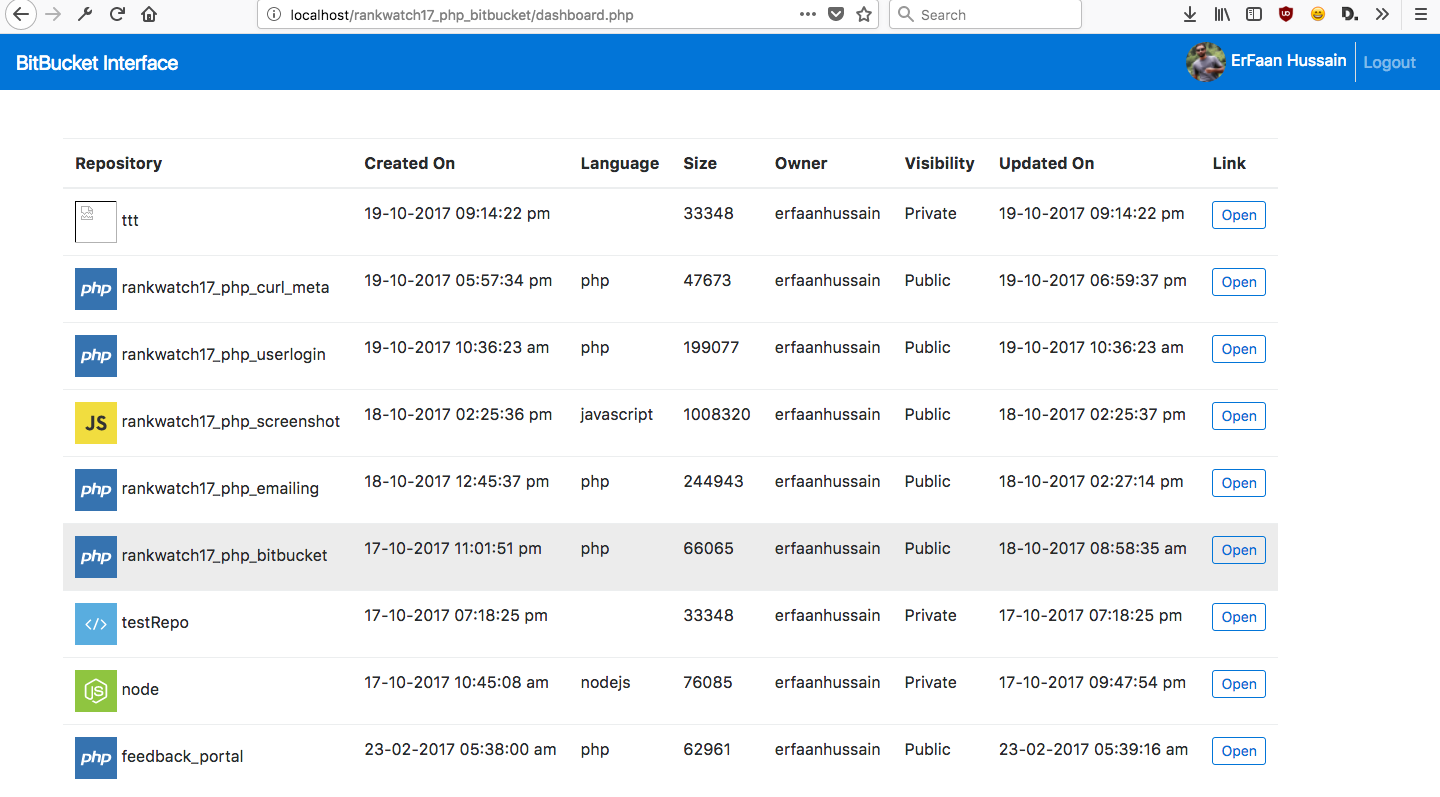 localhost/rankwatch17_php_bitbucket/dashboard.php Search D.
BitBucket Interface ErFaan Hussain Logout
Repository Created On Language Size Owner Visibility Updated On Link
ttt 19-10-2017 09:14:22 pm 33348 erfaanhussain Private 19-10-2017 09:14:22 pm Open
php rankwatch17_php_curl_meta 19-10-2017 05:57:34 pm php 47673 erfaanhussain Public 19-10-2017 06:59:37 pm Open
php rankwatch17_php_userlogin 19-10-2017 10:36:23 am php 199077 erfaanhussain Public 19-10-2017 10:36:23 am Open
JS rankwatch17_php_screenshot 18-10-2017 02:25:36 pm javascript 1008320 erfaanhussain Public 18-10-2017 02:25:37 pm Open
php rankwatch17_php_emailing 18-10-2017 12:45:37 pm php 244943 erfaanhussain Public 18-10-2017 02:27:14 pm Open
php rankwatch17_php_bitbucket 17-10-2017 11:01:51 pm php 66065 erfaanhussain Public 18-10-2017 08:58:35 am Open
</> testRepo 17-10-2017 07:18:25 pm 33348 erfaanhussain Private 17-10-2017 07:18:25 pm Open
JS node 17-10-2017 10:45:08 am nodejs 76085 erfaanhussain Private 17-10-2017 09:47:54 pm Open
php feedback_portal 23-02-2017 05:38:00 am php 62961 erfaanhussain Public 23-02-2017 05:39:16 am Open